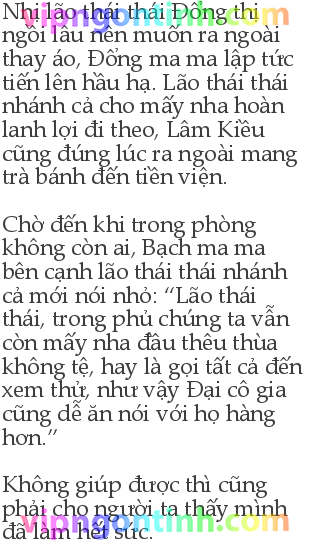 Nhị lão thái thái Đổng thị
ngồi lâu nên muốn ra ngoài
thay áo, Đổng ma ma lập tức
tiến lên hầu hạ. Lão thái thái
nhánh cả cho mấy nha hoàn
lanh lợi đi theo, Lâm Kiều
cũng đúng lúc ra ngoài mang
trà bánh đến tiền viện.

Chờ đến khi trong phòng
không còn ai, Bạch ma ma
bên cạnh lão thái thái nhánh
cả mới nói nhỏ: “Lão thái
thái, trong phủ chúng ta vẫn
còn mấy nha đầu thêu thùa
không tệ, hay là gọi tất cả đến
xem thử, như vậy Đại cô gia
cũng dễ ăn nói với họ hàng
hơn.”

Không giúp được thì cũng
phải cho người ta thấy mình
đã làm hết sức.
vipngontinh.com
vipngontinh.com